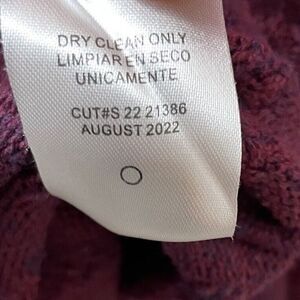 DRY CLEAN ONLY
LIMPIAR EN SECO
UNICAMENTE
CUT#S 22 21386
AUGUST 2022